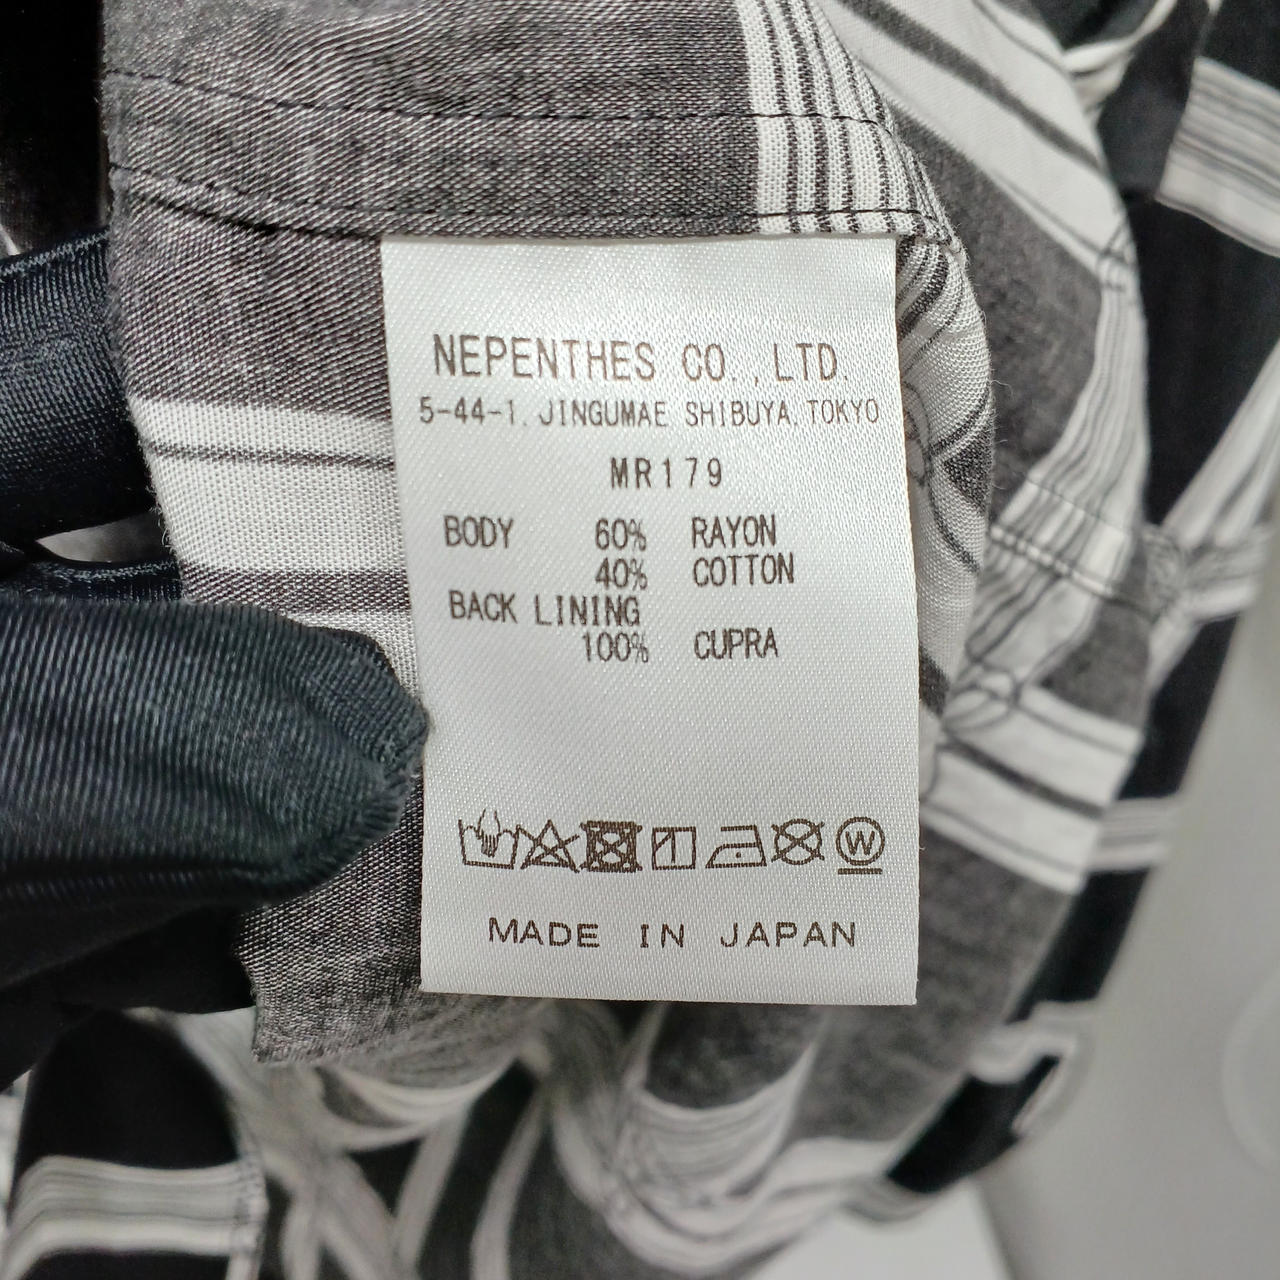 NEPENTHES CO., LTD.
5-44-1. JINGUMAE SHIBUYA. TOKYO
MR179
BODY 60% RAYON
40% COTTON
BACK LINING
100% CUPRA
W
MADE IN JAPAN